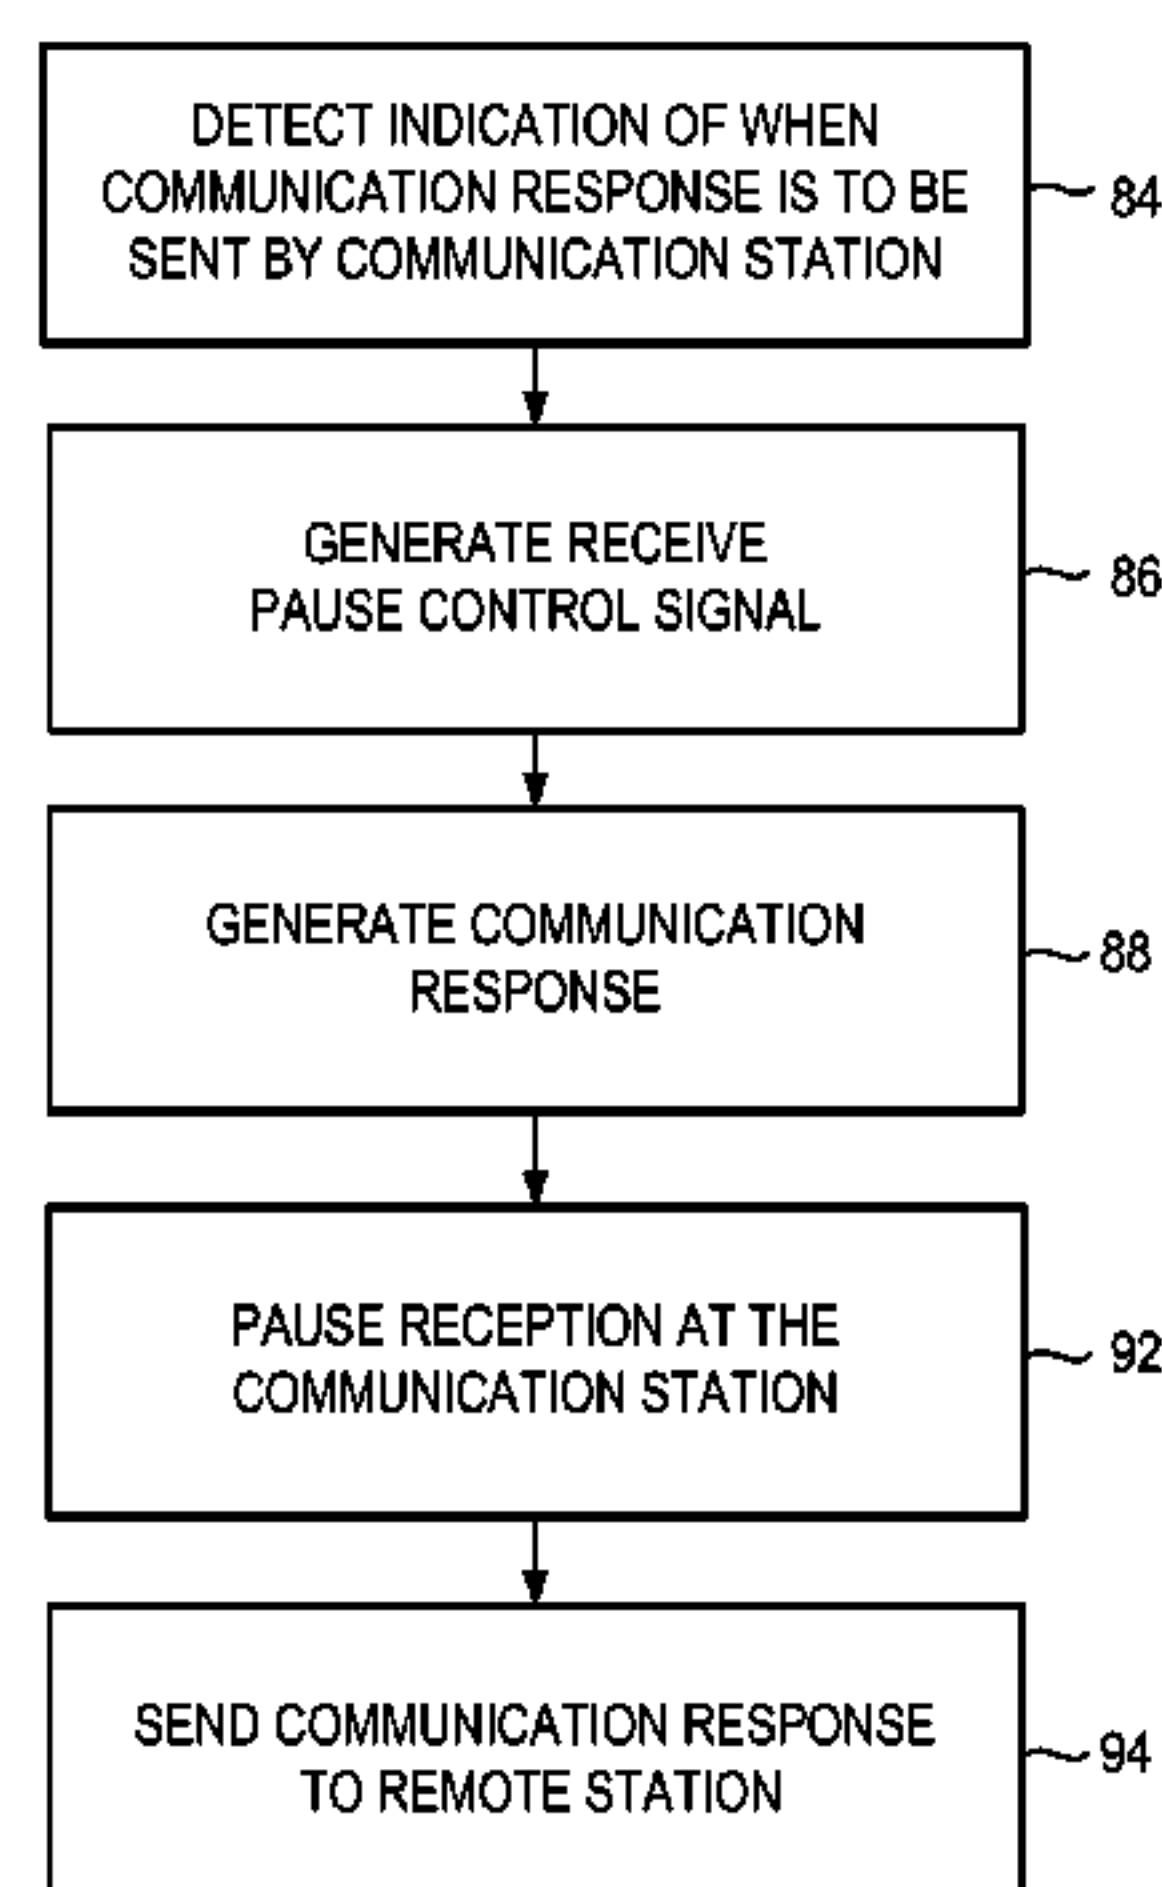 DETECT INDICATION OF WHEN
COMMUNICATION RESPONSE IS TO BE
SENT BY COMMUNICATION STATION
84
GENERATE RECEIVE
PAUSE CONTROL SIGNAL
86
GENERATE COMMUNICATION
RESPONSE
88
PAUSE RECEPTION AT THE
COMMUNICATION STATION
92
SEND COMMUNICATION RESPONSE
TO REMOTE STATION
94